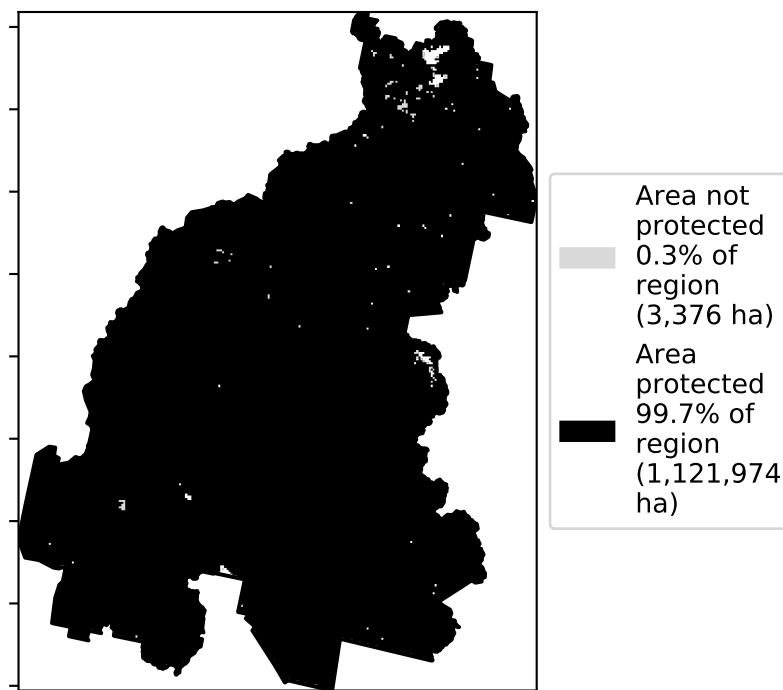 Area not
protected
0.3% of
region
(3,376 ha)
Area
protected
99.7% of
region
(1,121,974
ha)